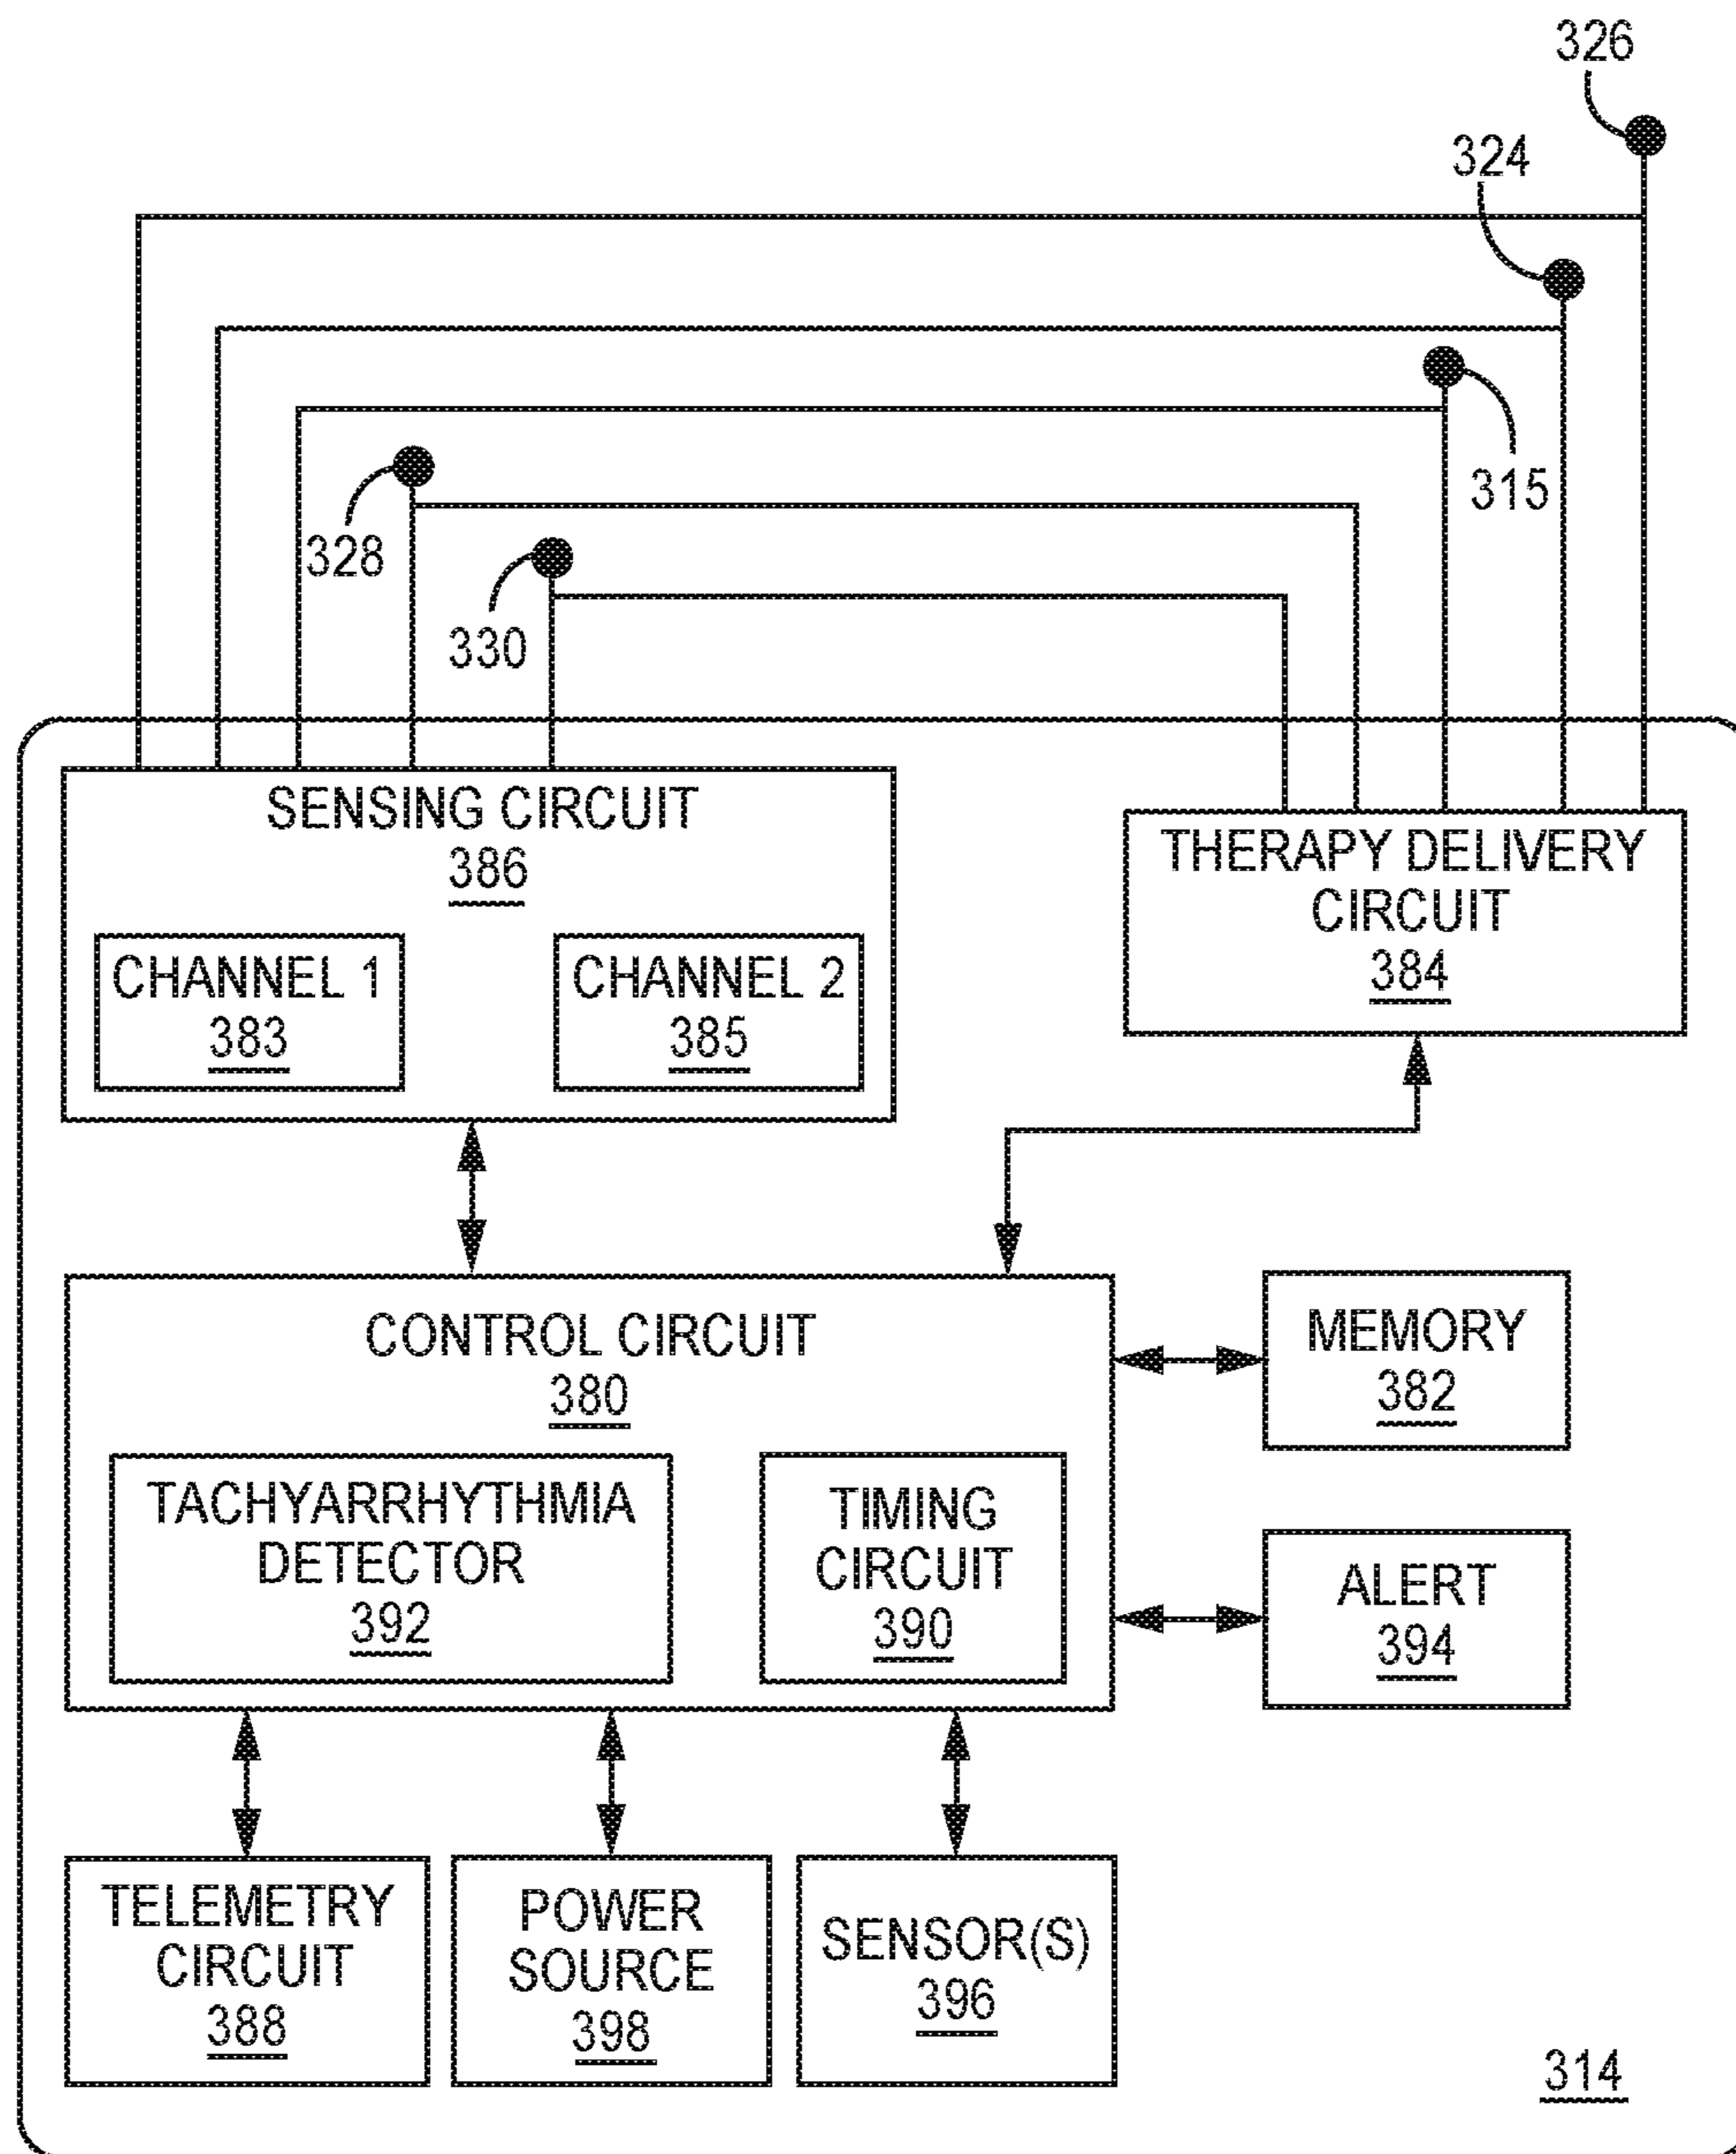 326
324
315
328
330
SENSING CIRCUIT
386
CHANNEL 1
383
CHANNEL 2
385
THERAPY DELIVERY
CIRCUIT
384
CONTROL CIRCUIT
380
TACHYARRHYTHMIA
DETECTOR
392
TIMING
CIRCUIT
390
MEMORY
382
ALERT
394
TELEMETRY
CIRCUIT
388
POWER
SOURCE
398
SENSOR(S)
396
314